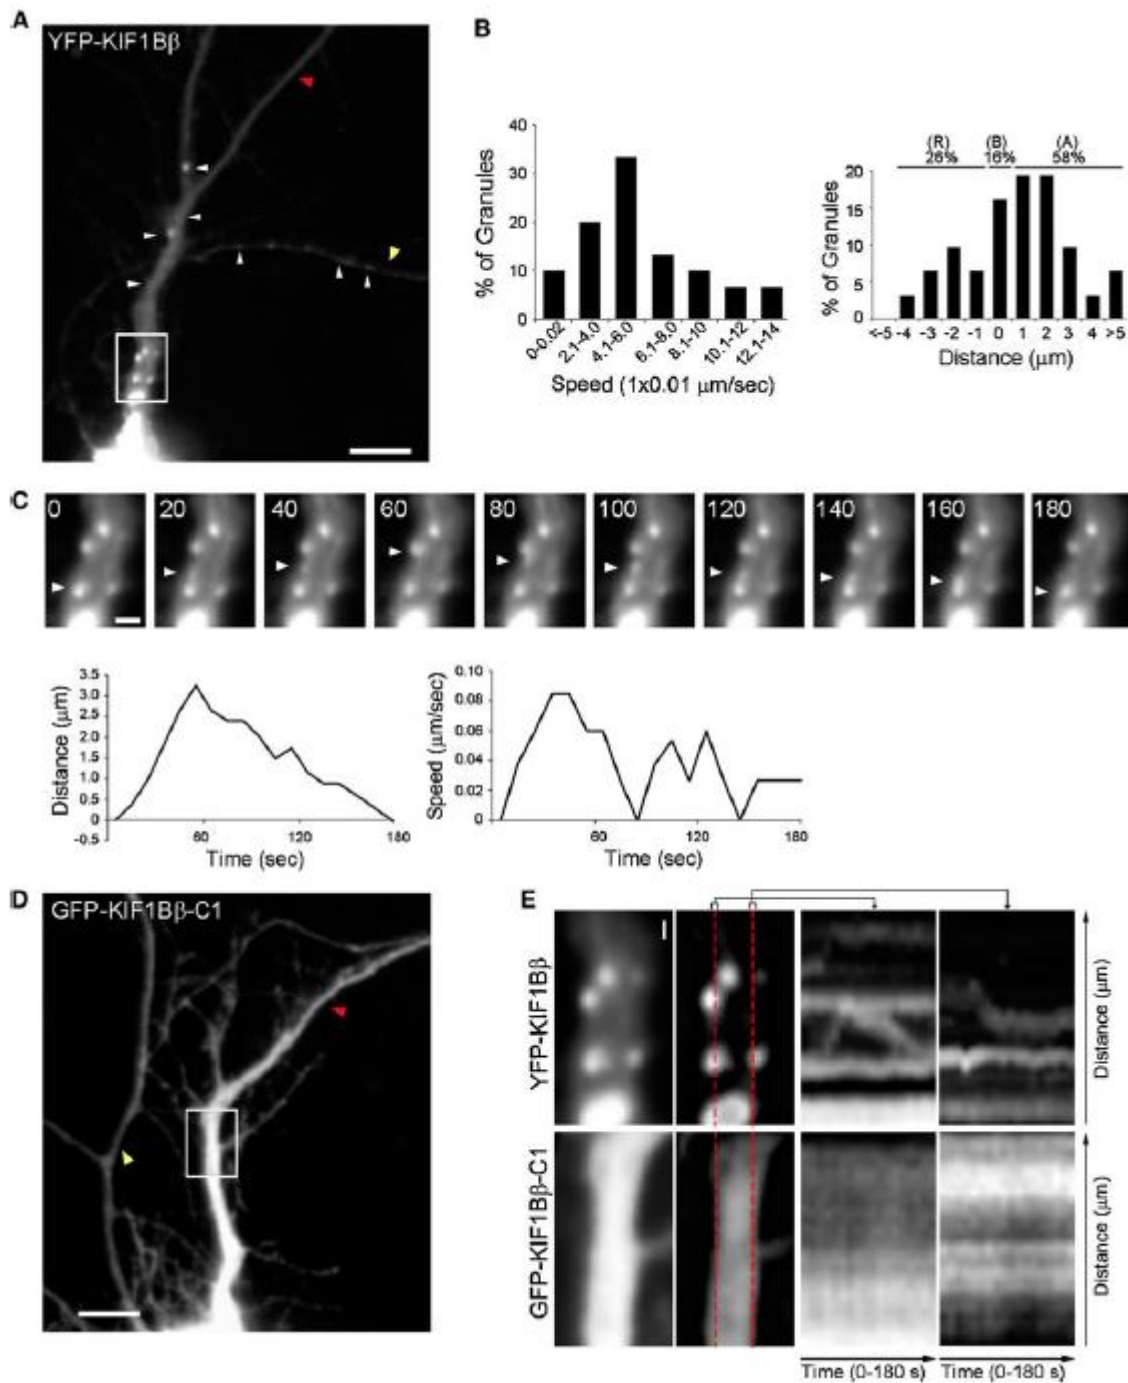 A
YFP-KIF1Bβ
B
% of Granules
40
30
20
10
0
0-0.02
2.1-4.0
4.1-6.0
6.1-8.0
8.1-10
10.1-12
12.1-14
Speed (1x0.01 μm/sec)
(R) (B) (A)
26% 16% 58%
% of Granules
20
15
10
5
0
<-5 -4 -3 -2 -1 0 1 2 3 4 >5
Distance (μm)
C
0 20 40 60 80 100 120 140 160 180
Distance (μm)
3.5
3.0
2.5
2.0
1.5
1.0
0.5
0
-0.5
60 120 180
Time (sec)
Speed (μm/sec)
0.10
0.08
0.06
0.04
0.02
0
60 120 180
Time (sec)
D
GFP-KIF1Bβ-C1
E
YFP-KIF1Bβ
Distance (μm)
GFP-KIF1Bβ-C1
Distance (μm)
Time (0-180 s) Time (0-180 s)